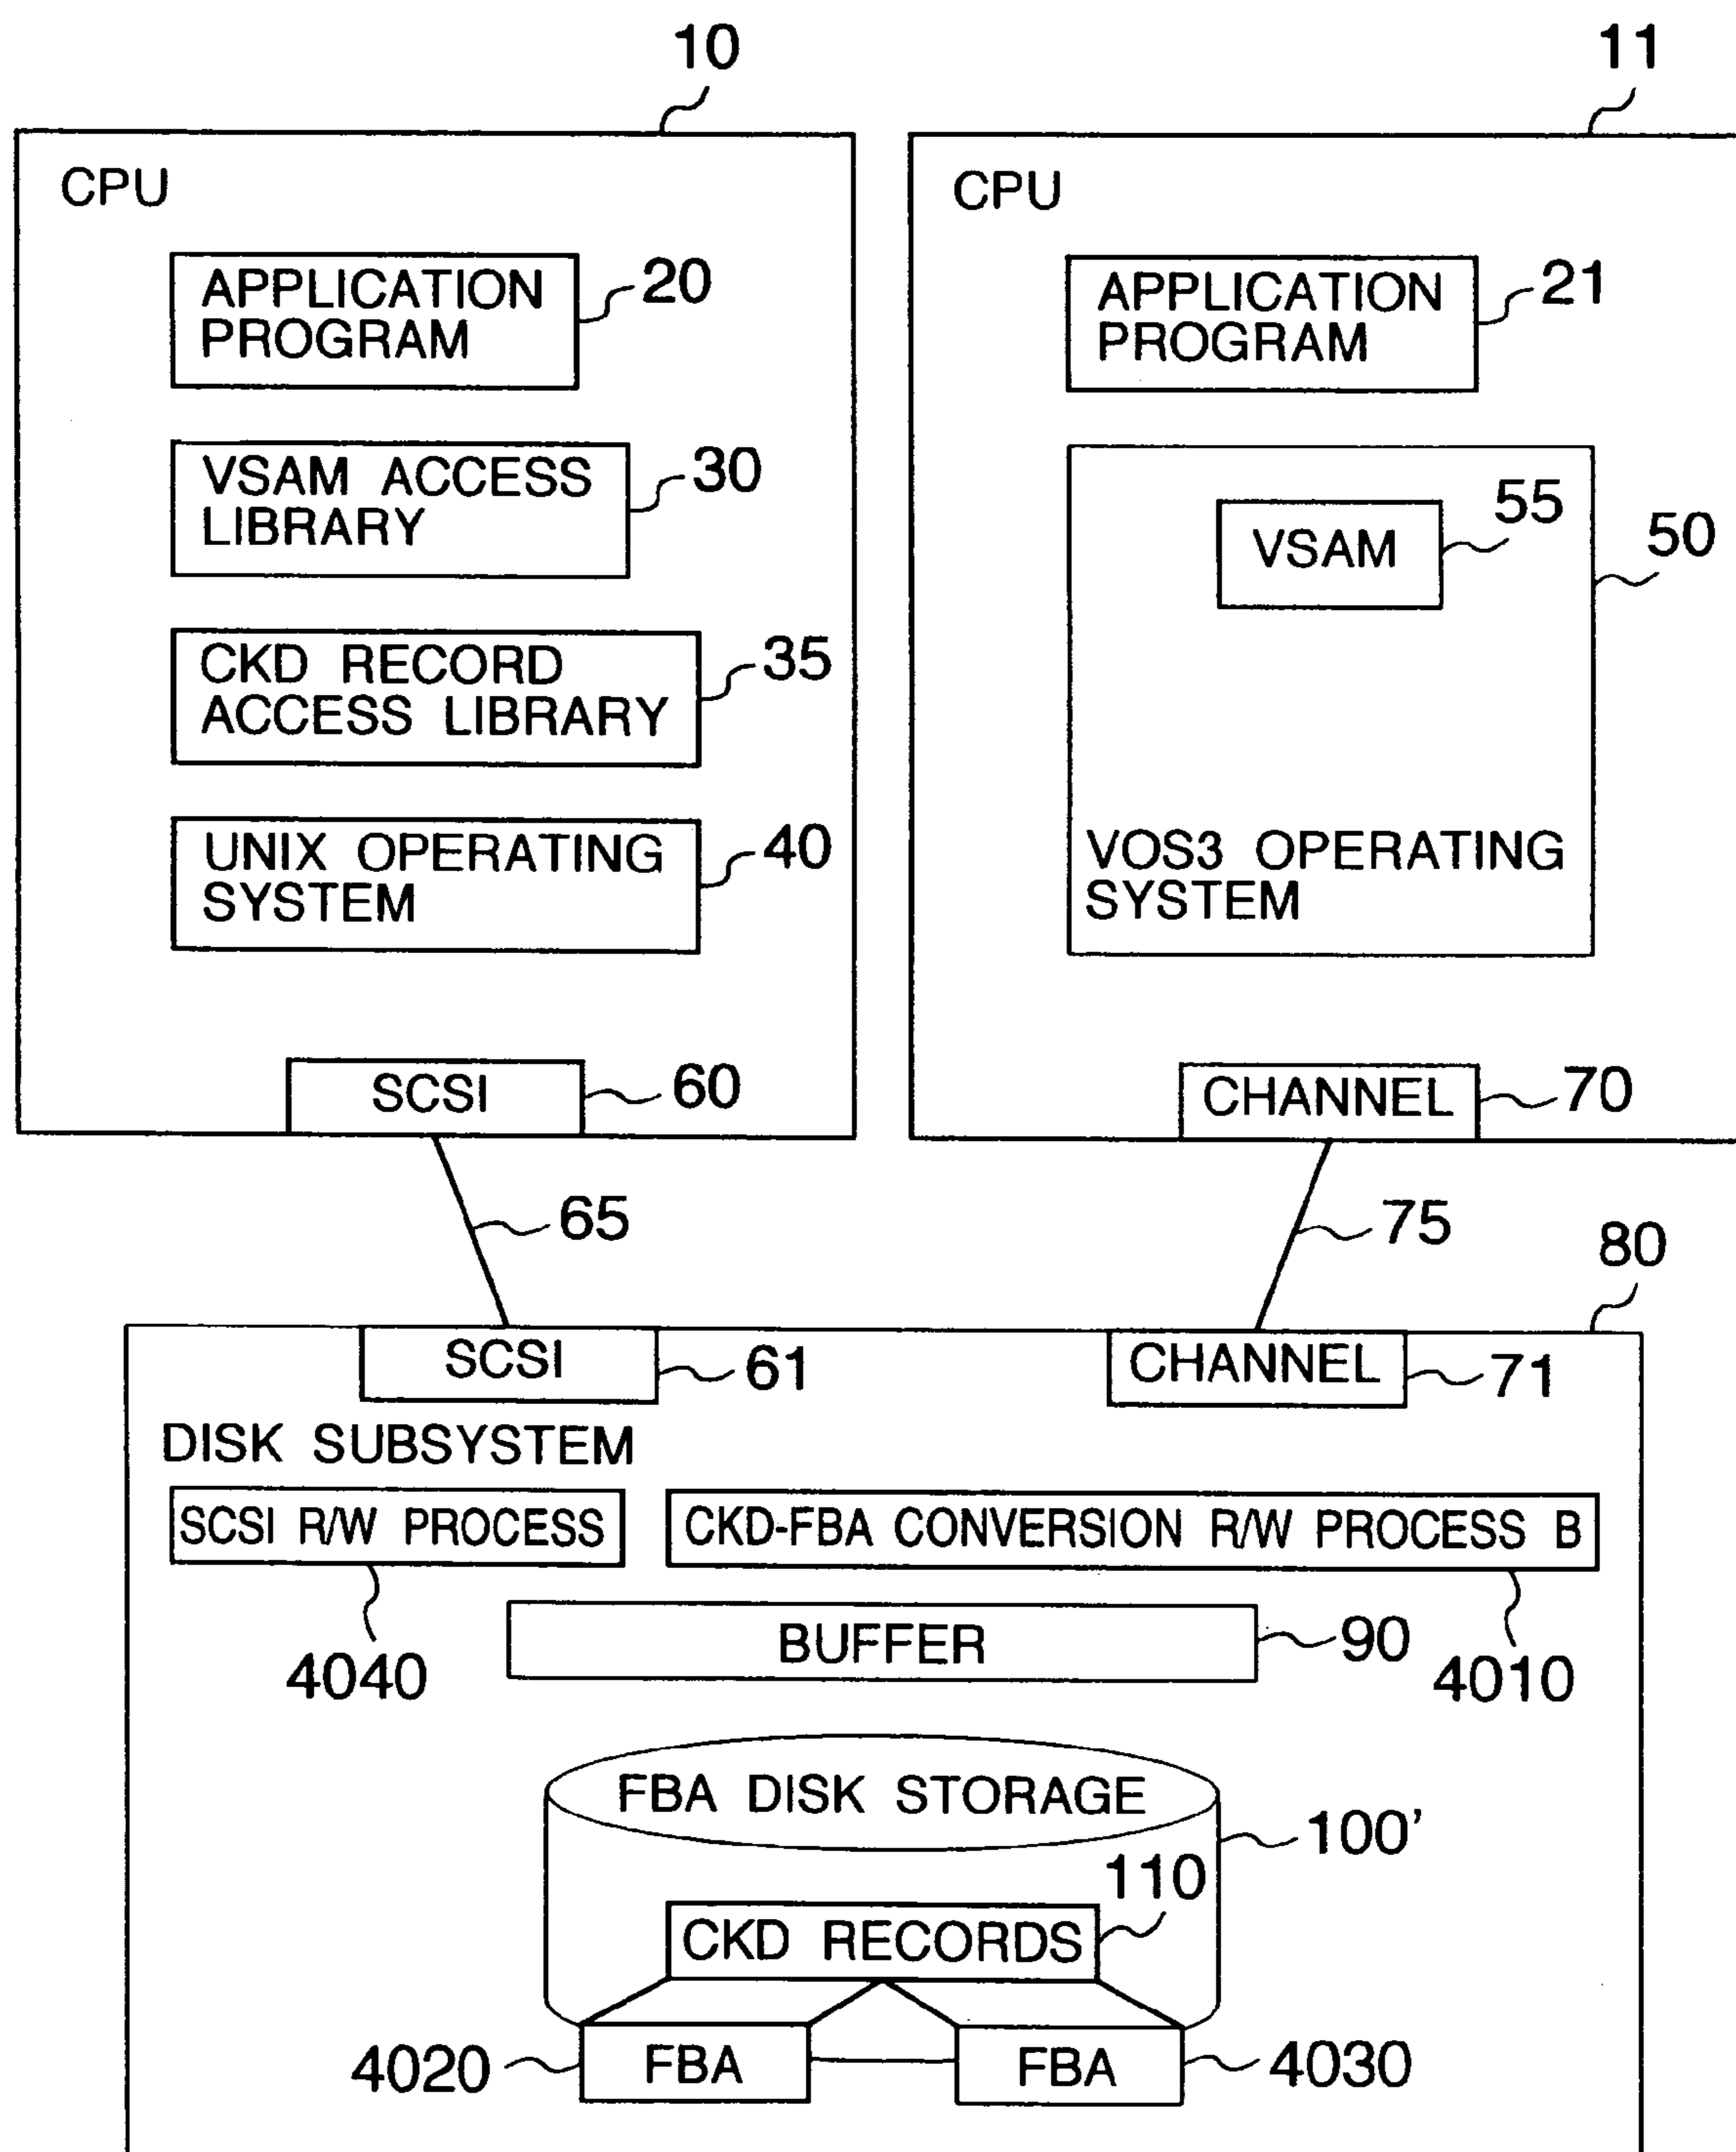 10
11
CPU
APPLICATION
PROGRAM
20
VSAM ACCESS
LIBRARY
30
CKD RECORD
ACCESS LIBRARY
35
UNIX OPERATING
SYSTEM
40
SCSI
60
CPU
APPLICATION
PROGRAM
21
VSAM
55
50
VOS3 OPERATING
SYSTEM
CHANNEL
70
65
75
80
SCSI
61
CHANNEL
71
DISK SUBSYSTEM
SCSI R/W PROCESS
CKD-FBA CONVERSION R/W PROCESS B
4040
BUFFER
90
4010
FBA DISK STORAGE
100'
110
CKD RECORDS
4020
FBA
FBA
4030